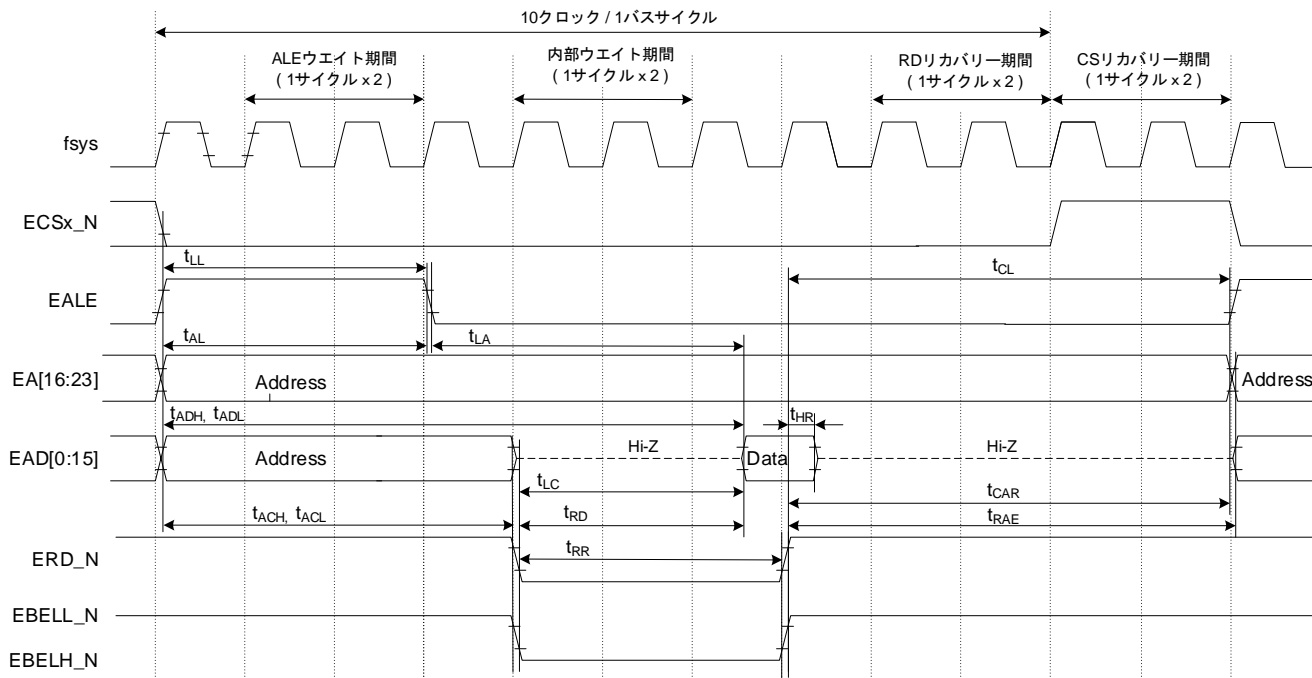 10クロック / 1バスサイクル
ALEウエイト期間
( 1サイクル x 2 )
内部ウエイト期間
( 1サイクル x 2 )
RDリカバリー期間
( 1サイクル x 2 )
CSリカバリー期間
( 1サイクル x 2 )
fsys
ECSx_N
tLL
tCL
EALE
tAL
tLA
EA[16:23]
Address
Address
tADH, tADL
tHR
EAD[0:15]
Address
Hi-Z
Data
Hi-Z
tLC
tCAR
tACH, tACL
tRD
tRAE
ERD_N
tRR
EBELL_N
EBELH_N